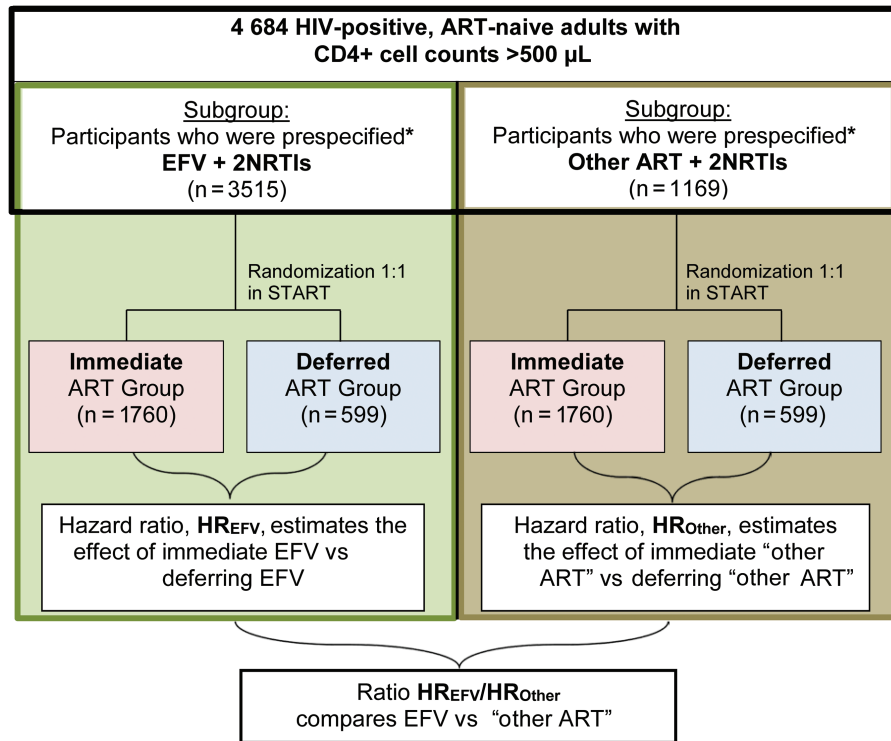 4 684 HIV-positive, ART-naive adults with
CD4+ cell counts >500 µL
Subgroup:
Participants who were prespecified*
EFV + 2NRTIs
(n = 3515)
Subgroup:
Participants who were prespecified*
Other ART + 2NRTIs
(n = 1169)
Randomization 1:1
in START
Randomization 1:1
in START
Immediate
ART Group
(n = 1760)
Deferred
ART Group
(n = 599)
Immediate
ART Group
(n = 1760)
Deferred
ART Group
(n = 599)
Hazard ratio, HREFV, estimates the
effect of immediate EFV vs
deferring EFV
Hazard ratio, HROther, estimates
the effect of immediate “other
ART” vs deferring “other ART”
Ratio HREFV/HROther
compares EFV vs “other ART”